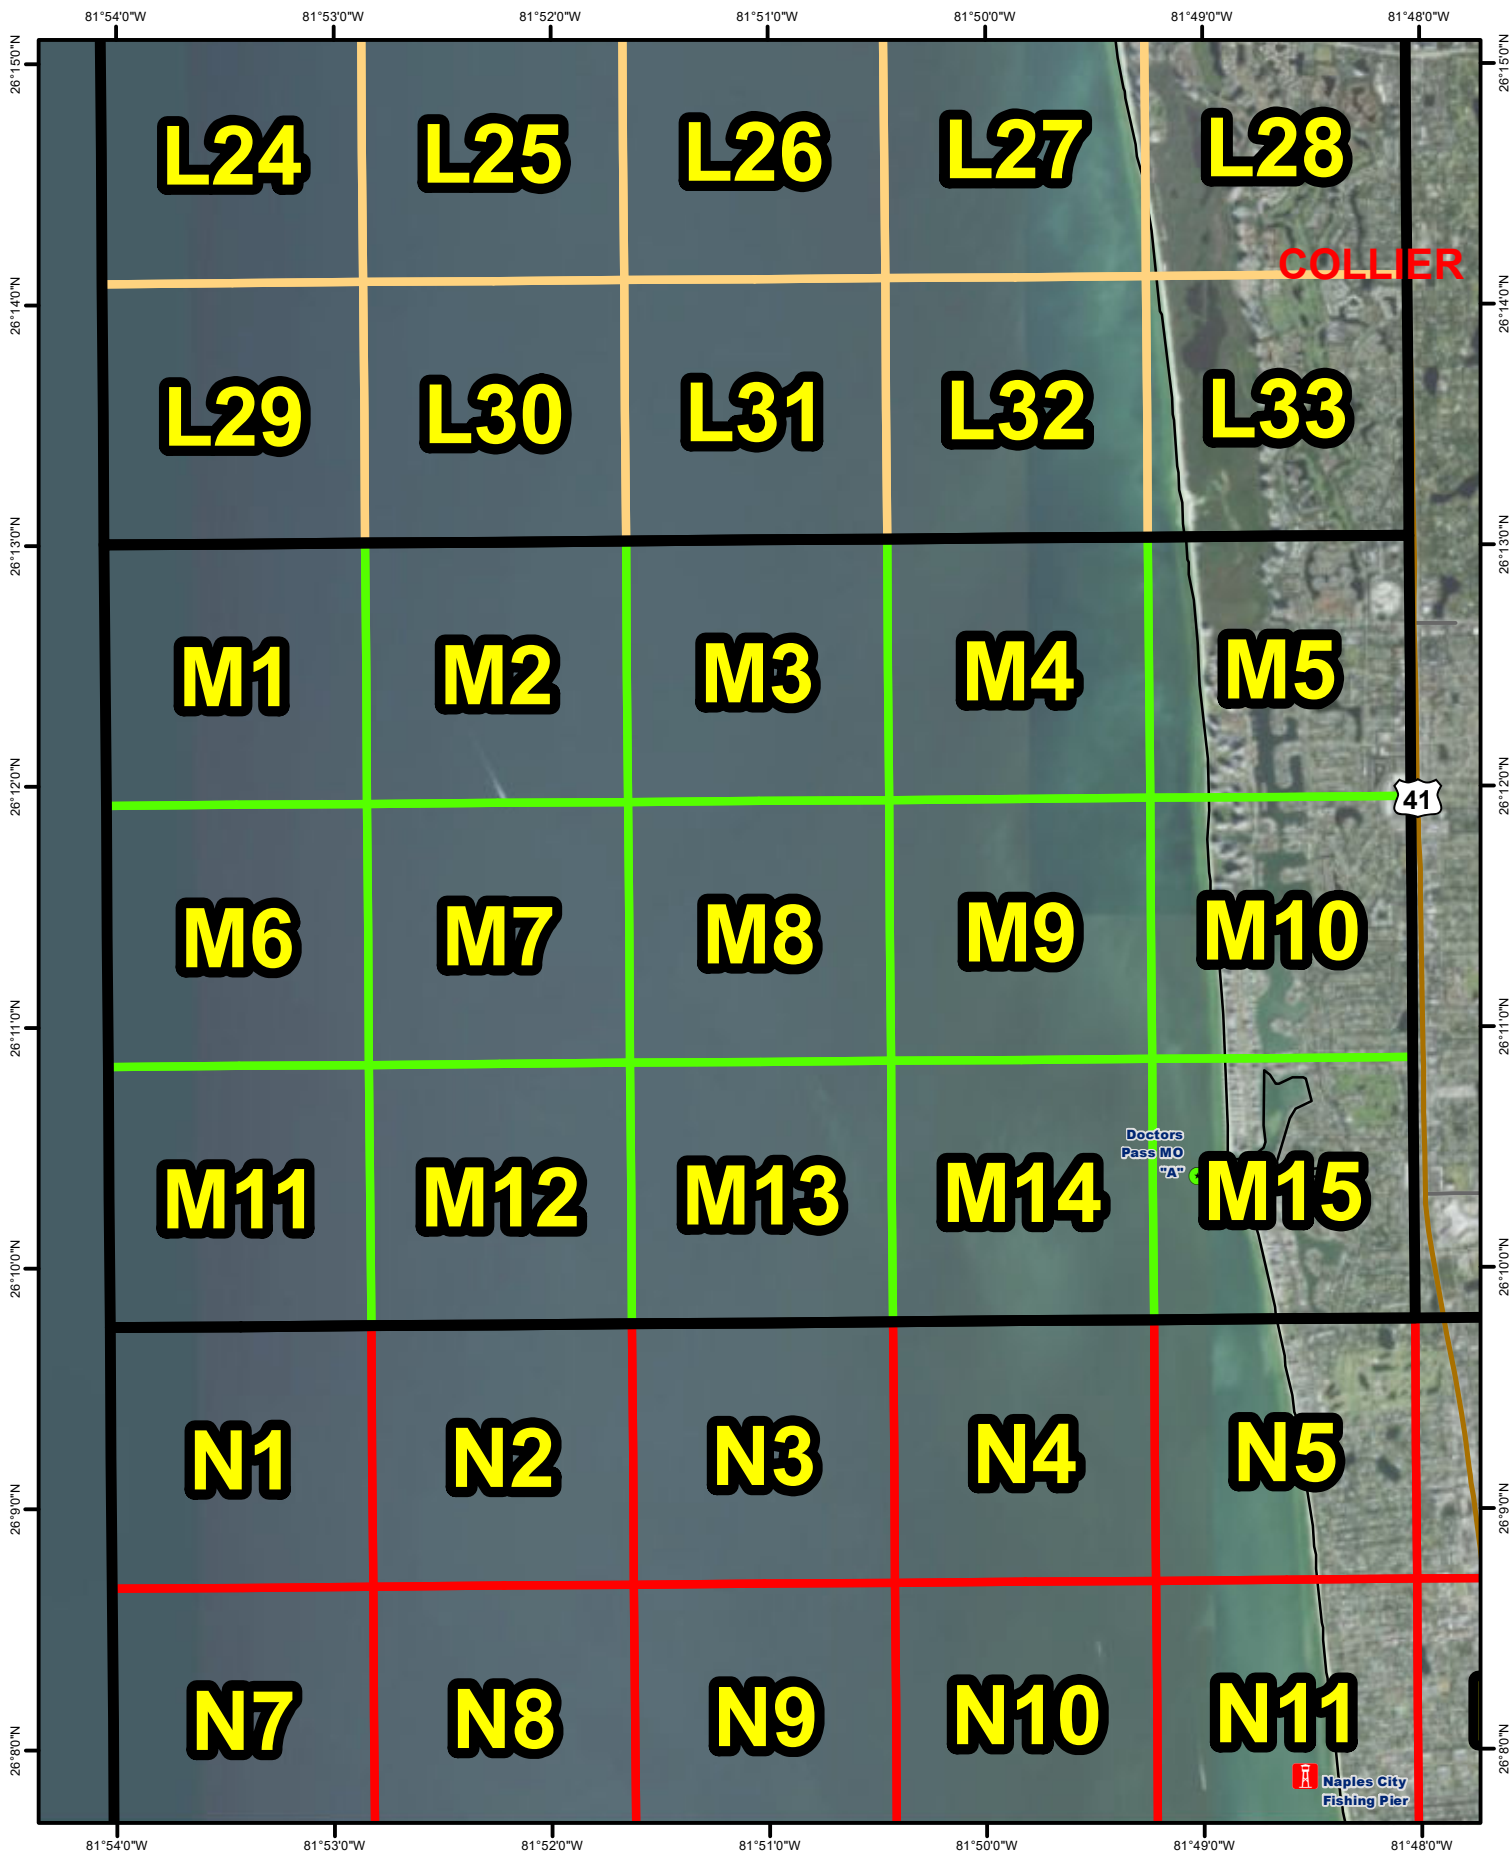 81°54'0"W 81°53'0"W 81°52'0"W 81°51'0"W 81°50'0"W 81°49'0"W 81°48'0"W
26°15'0"N 26°15'0"N
L24 L25 L26 L27 L28
COLLIER
26°14'0"N 26°14'0"N
L29 L30 L31 L32 L33
26°13'0"N 26°13'0"N
M1 M2 M3 M4 M5
26°12'0"N 26°12'0"N
41
M6 M7 M8 M9 M10
26°11'0"N 26°11'0"N
Doctors
Pass MO
"A"
M11 M12 M13 M14 M15
26°10'0"N 26°10'0"N
N1 N2 N3 N4 N5
26°9'0"N 26°9'0"N
N7 N8 N9 N10 N11
26°8'0"N 26°8'0"N
Naples City
Fishing Pier
81°54'0"W 81°53'0"W 81°52'0"W 81°51'0"W 81°50'0"W 81°49'0"W 81°48'0"W